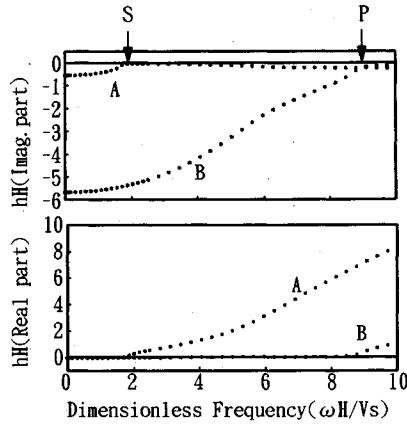 S P
0
-1
-2
-3
-4
-5
-6
hH(Imag.part)
A
B
10
8
6
4
2
0
hH(Real part)
A
B
0 2 4 6 8 10
Dimensionless Frequency(ωH/Vs)